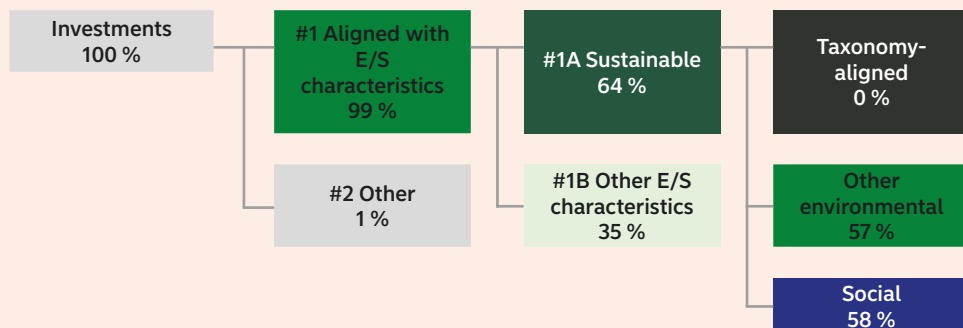 Investments
100 %
#1 Aligned with
E/S
characteristics
99 %
#1A Sustainable
64 %
Taxonomy-
aligned
0 %
#2 Other
1 %
#1B Other E/S
characteristics
35 %
Other
environmental
57 %
Social
58 %